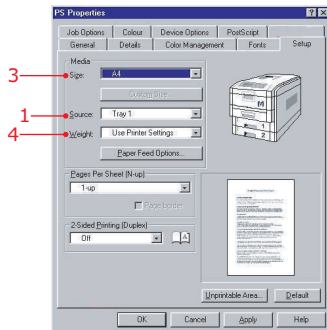 PS Properties
Job Options Colour Device Options PostScript
General Details Color Management Fonts Setup
Media
3 Size: A4
Custom Size
1 Source: Tray 1
4 Weight: Use Printer Settings
Paper Feed Options...
M
1
2
Pages Per Sheet (N-up)
1-up
Page border
2-Sided Printing (Duplex)
Off
A
Unprintable Area... Default
OK Cancel Apply Help